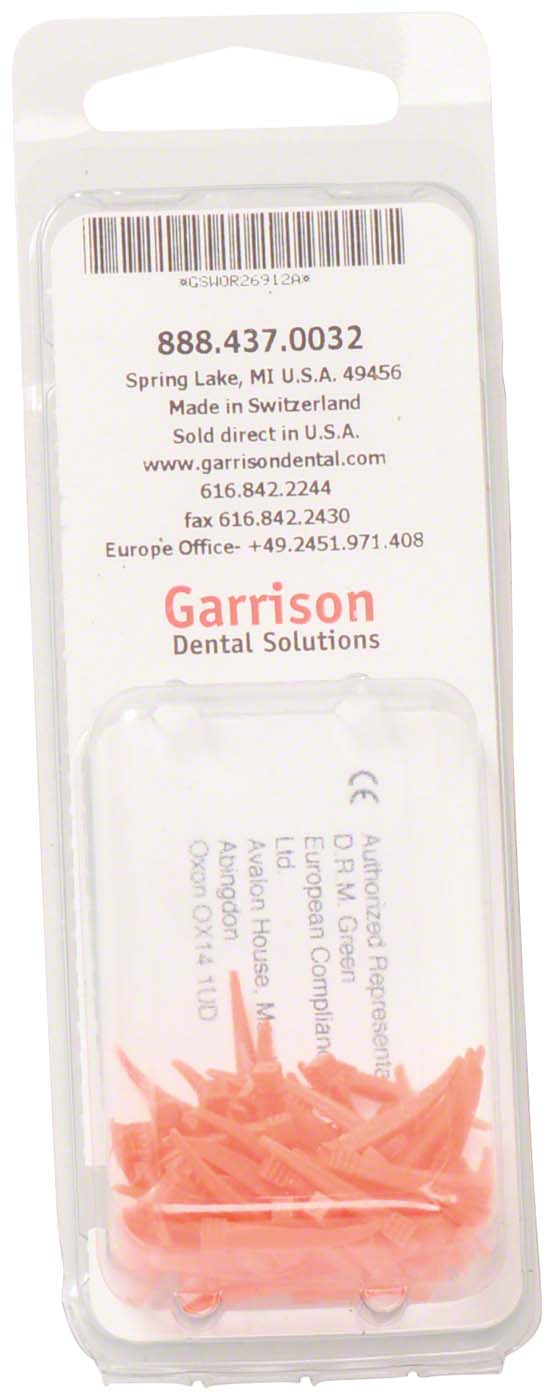 *GSWOR26912A*
888.437.0032
Spring Lake, MI U.S.A. 49456
Made in Switzerland
Sold direct in U.S.A.
www.garrisondental.com
616.842.2244
fax 616.842.2430
Europe Office- +49.2451.971.408
Garrison
Dental Solutions
CE
Authorized Representa
D.R.M. Green
European Complian
Ltd.
Avalon House, M
Abingdon
Oxon OX14 1UD